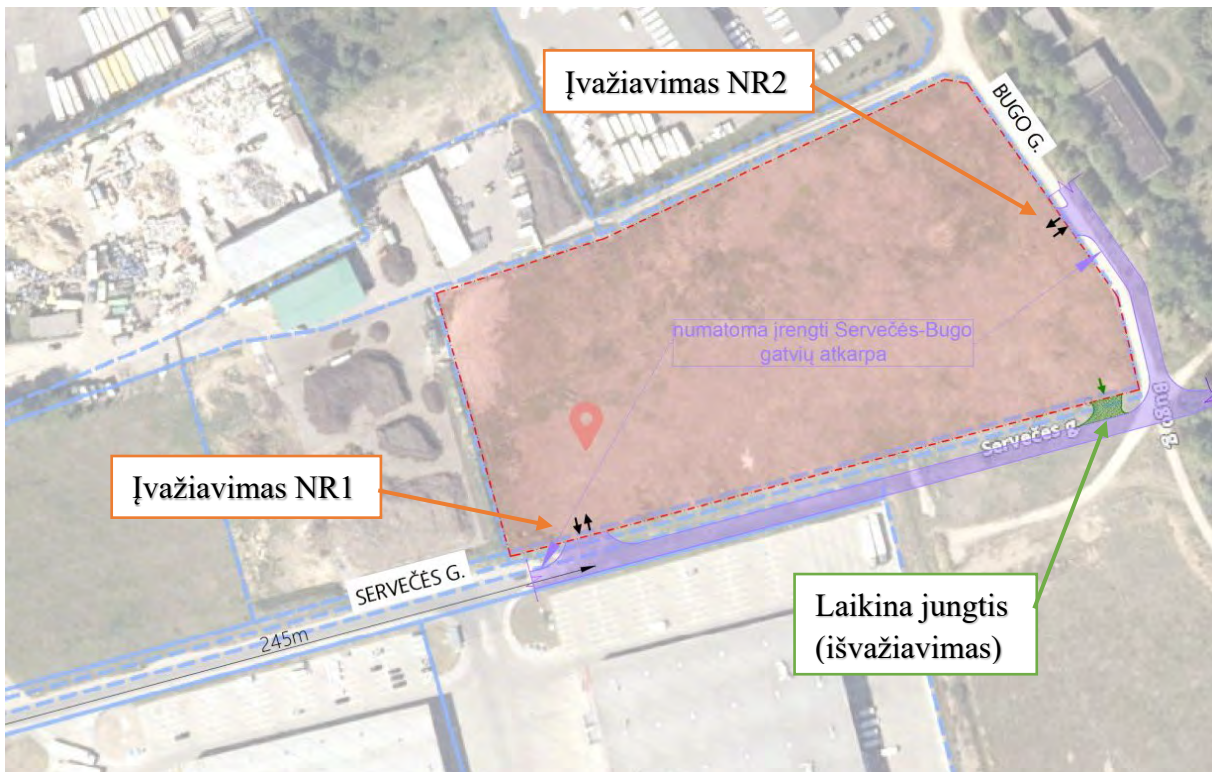 Įvažiavimas NR2
BUGO G.
numatoma įrengti Servečės-Bugo
gatvių atkarpa
Bugo g.
Servečės g.
Įvažiavimas NR1
SERVEČĖS G.
245m
Laikina jungtis
(išvažiavimas)